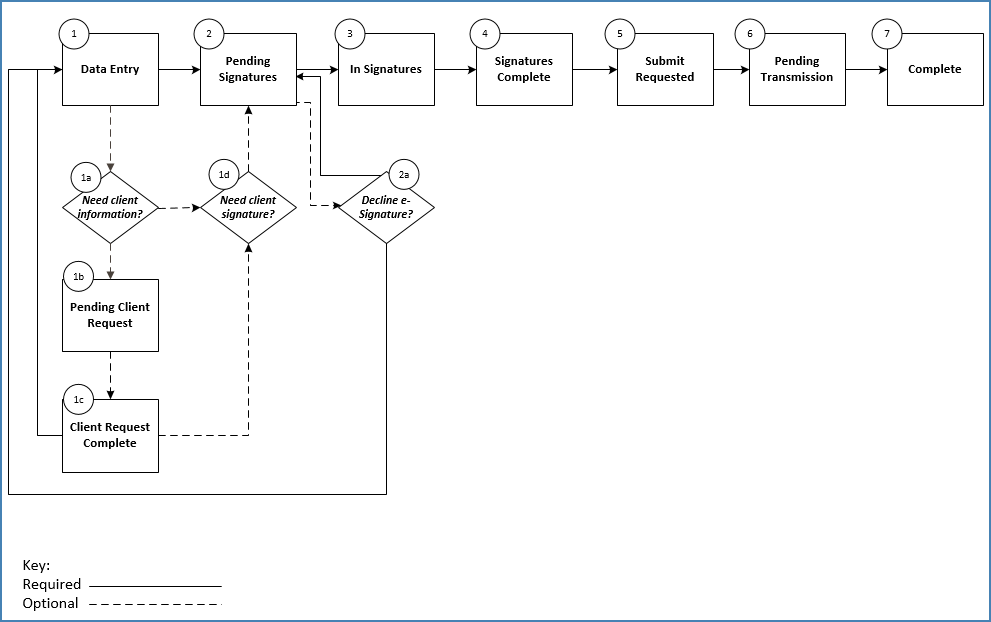 1
Data Entry
2
Pending
Signatures
3
In Signatures
4
Signatures
Complete
5
Submit
Requested
6
Pending
Transmission
7
Complete
1a
Need client
information?
1d
Need client
signature?
2a
Decline e-
Signature?
1b
Pending Client
Request
1c
Client Request
Complete
Key:
Required
Optional